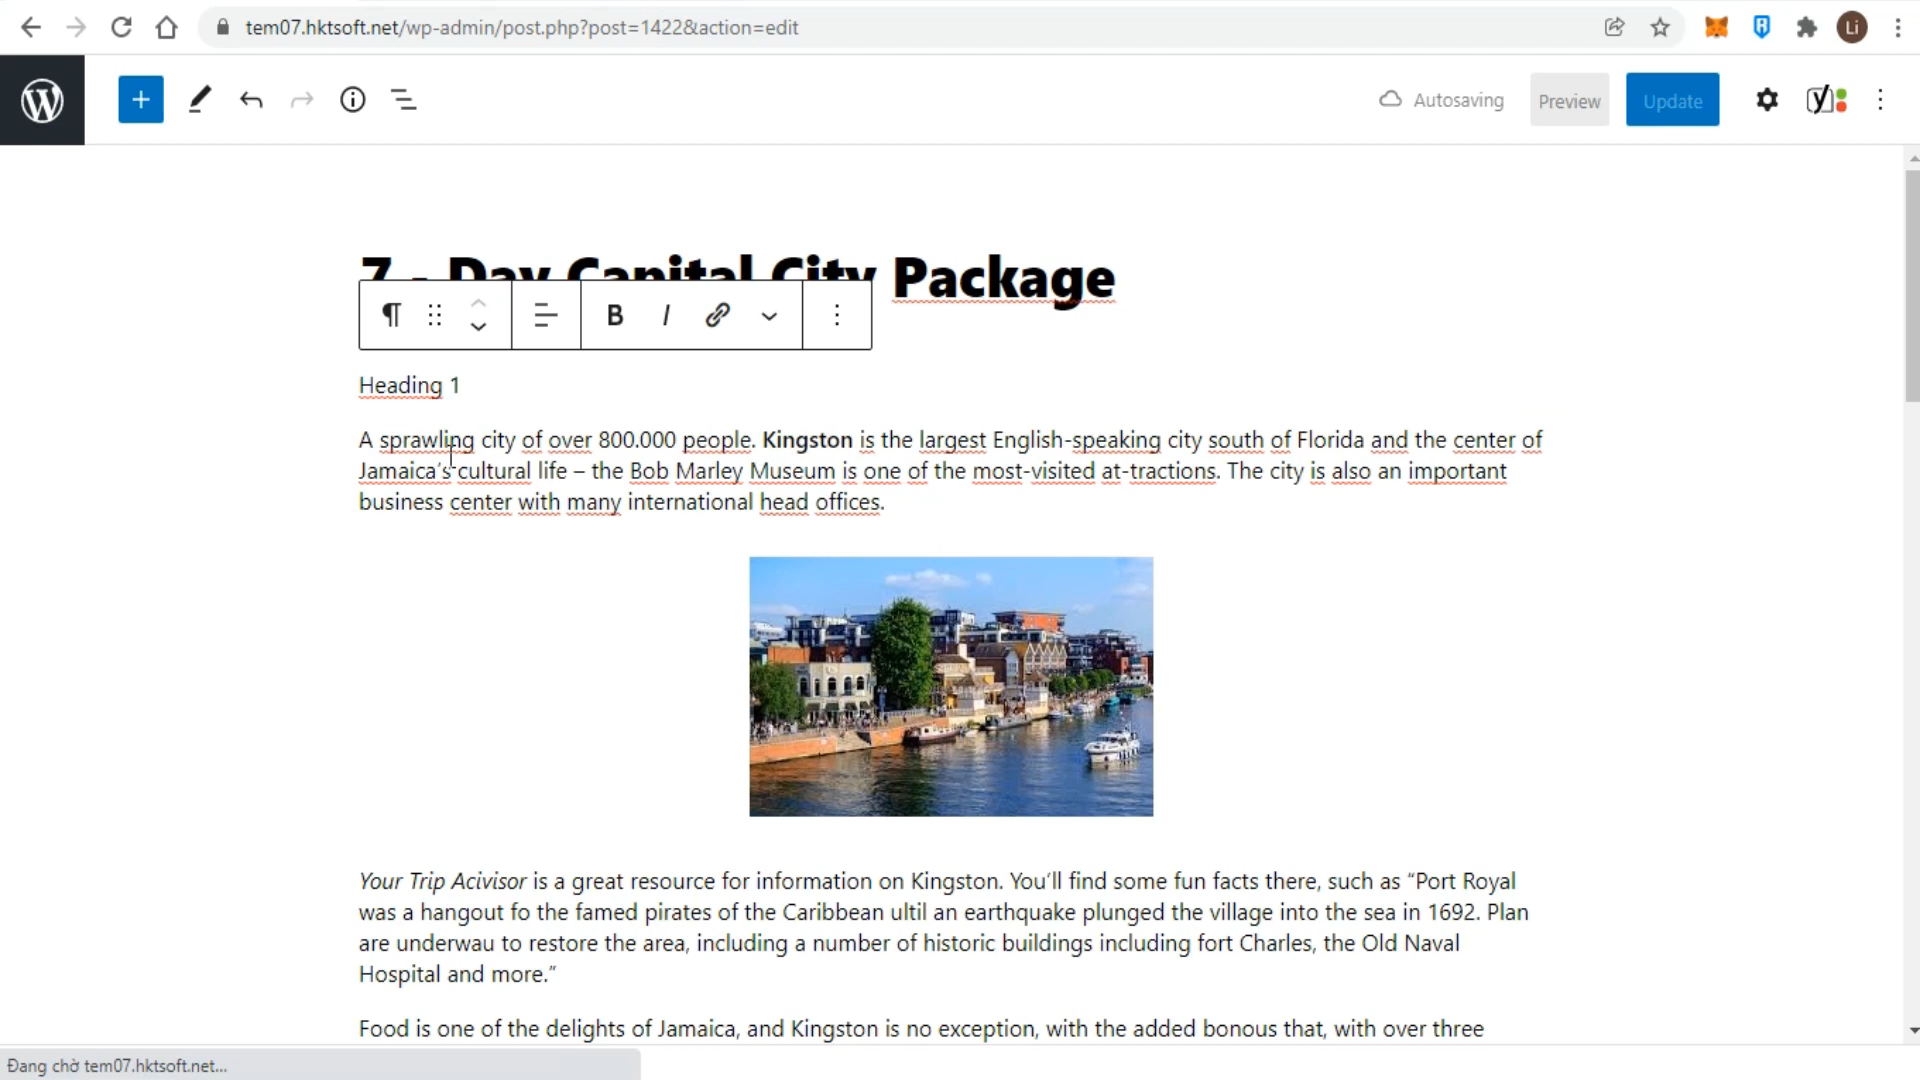 tem07.hktsoft.net/wp-admin/post.php?post=1422&action=edit
Li
Autosaving
Preview
Update
7 - Day Capital City Package
B I
Heading 1
A sprawling city of over 800.000 people. Kingston is the largest English-speaking city south of Florida and the center of
Jamaica’s cultural life – the Bob Marley Museum is one of the most-visited at-tractions. The city is also an important
business center with many international head offices.
Your Trip Acivisor is a great resource for information on Kingston. You’ll find some fun facts there, such as “Port Royal
was a hangout fo the famed pirates of the Caribbean ultil an earthquake plunged the village into the sea in 1692. Plan
are underwau to restore the area, including a number of historic buildings including fort Charles, the Old Naval
Hospital and more.”
Food is one of the delights of Jamaica, and Kingston is no exception, with the added bonous that, with over three
Đang chờ tem07.hktsoft.net...